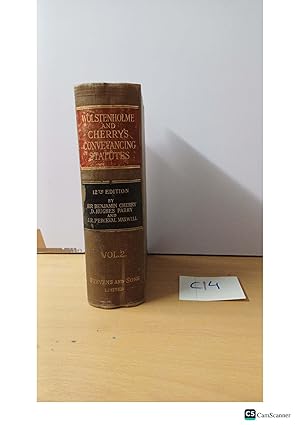 WOLSTENHOLME
AND
CHERRY'S
CONVEYANCING
STATUTES
12TH EDITION
BY
SIR BENJAMIN CHERRY
D. HUGHES PARRY
AND
J.R. PERCEVAL MAXWELL
VOL.2
STEVENS AND SONS
LIMITED
C14
CS CamScanner